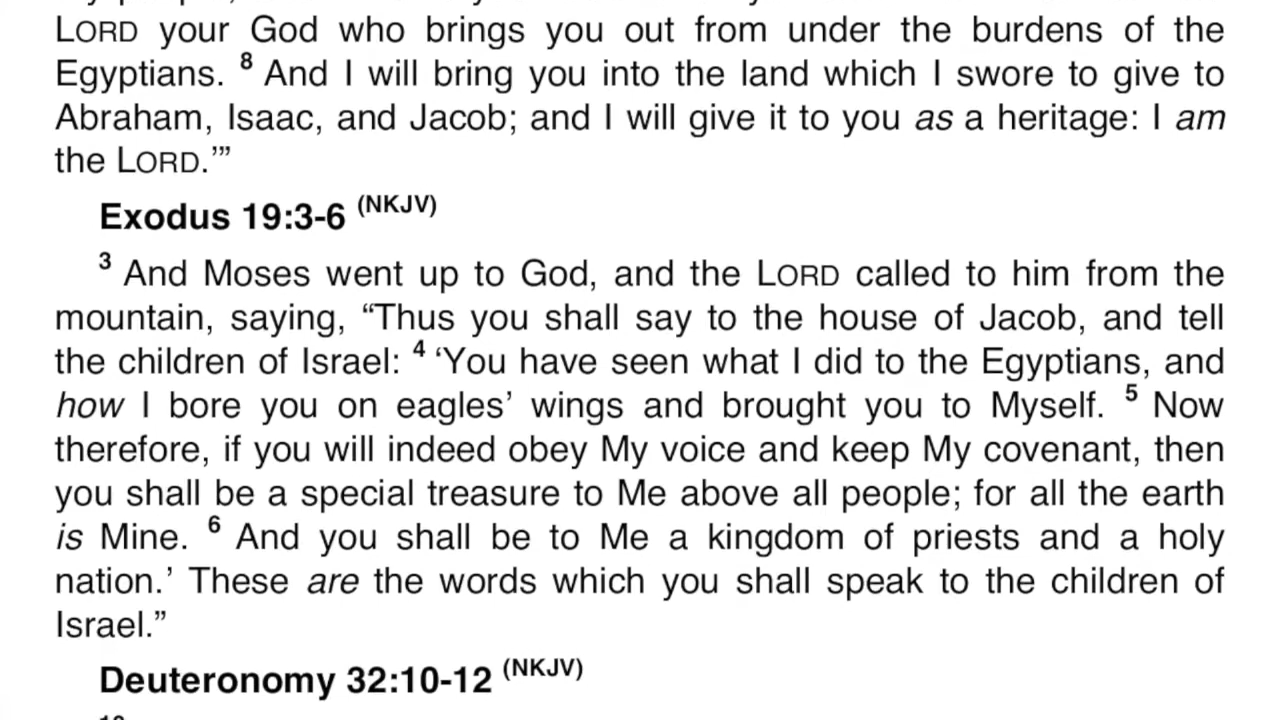 LORD your God who brings you out from under the burdens of the
Egyptians. 8 And I will bring you into the land which I swore to give to
Abraham, Isaac, and Jacob; and I will give it to you as a heritage: I am
the LORD.’”
Exodus 19:3-6 (NKJV)
3 And Moses went up to God, and the LORD called to him from the
mountain, saying, “Thus you shall say to the house of Jacob, and tell
the children of Israel: 4 ‘You have seen what I did to the Egyptians, and
how I bore you on eagles’ wings and brought you to Myself. 5 Now
therefore, if you will indeed obey My voice and keep My covenant, then
you shall be a special treasure to Me above all people; for all the earth
is Mine. 6 And you shall be to Me a kingdom of priests and a holy
nation.’ These are the words which you shall speak to the children of
Israel.”
Deuteronomy 32:10-12 (NKJV)